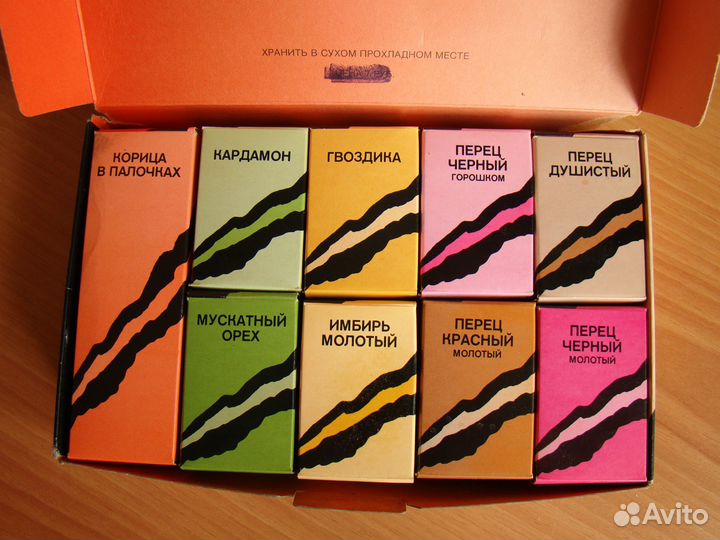 ХРАНИТЬ В СУХОМ ПРОХЛАДНОМ МЕСТЕ
КОРИЦА
В ПАЛОЧКАХ
КАРДАМОН
ГВОЗДИКА
ПЕРЕЦ
ЧЕРНЫЙ
ГОРОШКОМ
ПЕРЕЦ
ДУШИСТЫЙ
МУСКАТНЫЙ
ОРЕХ
ИМБИРЬ
МОЛОТЫЙ
ПЕРЕЦ
КРАСНЫЙ
МОЛОТЫЙ
ПЕРЕЦ
ЧЕРНЫЙ
МОЛОТЫЙ
Avito